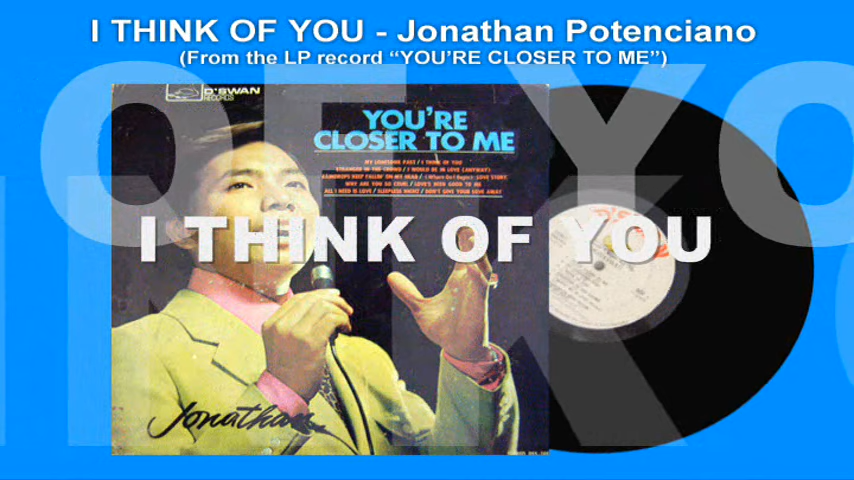 I THINK OF YOU - Jonathan Potenciano
(From the LP record “YOU’RE CLOSER TO ME”)
D'SWAN
RECORDS
YOU'RE
CLOSER TO ME
MY LONESOME PAST / I THINK OF YOU
STRANGER IN THE CROWD / I WOULD BE IN LOVE (ANYWAY)
RAINDROPS KEEP FALLIN' ON MY HEAD / (Where Do I Begin) LOVE STORY
WHY ARE YOU SO CRUEL / LOVE'S BEEN GOOD TO ME
ALL I NEED IS LOVE / SLEEPLESS NIGHT / DON'T GIVE YOUR LOVE AWAY
I THINK OF YOU
Jonathan